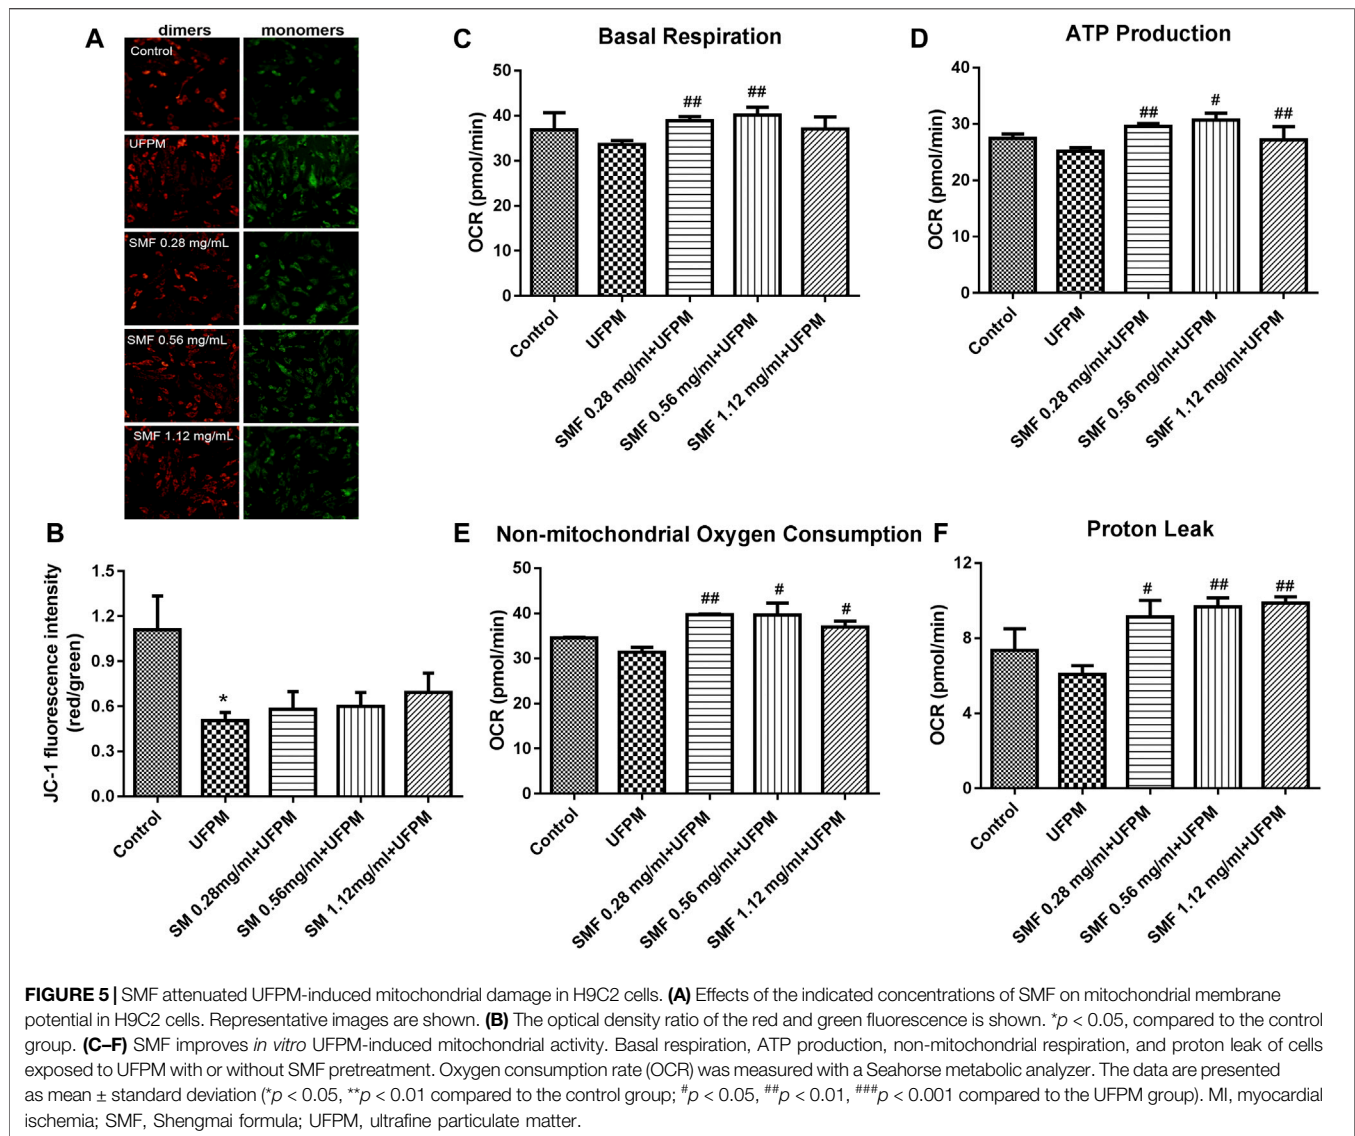 A
dimers
monomers
Control
UFPM
SMF 0.28 mg/mL
SMF 0.56 mg/mL
SMF 1.12 mg/mL
B
JC-1 fluorescence intensity
(red/green)
1.5
1.2
0.9
0.6
0.3
0.0
*
Control
UFPM
SM 0.28mg/ml+UFPM
SM 0.56mg/ml+UFPM
SM 1.12mg/ml+UFPM
C
Basal Respiration
OCR (pmol/min)
50
40
30
20
10
0
##
##
Control
UFPM
SMF 0.28 mg/ml+UFPM
SMF 0.56 mg/ml+UFPM
SMF 1.12 mg/ml+UFPM
D
ATP Production
OCR (pmol/min)
40
30
20
10
0
##
#
##
Control
UFPM
SMF 0.28 mg/ml+UFPM
SMF 0.56 mg/ml+UFPM
SMF 1.12 mg/ml+UFPM
E
Non-mitochondrial Oxygen Consumption
OCR (pmol/min)
50
40
30
20
10
0
##
#
#
Control
UFPM
SMF 0.28 mg/ml+UFPM
SMF 0.56 mg/ml+UFPM
SMF 1.12 mg/ml+UFPM
F
Proton Leak
OCR (pmol/min)
12
8
4
0
#
##
##
Control
UFPM
SMF 0.28 mg/ml+UFPM
SMF 0.56 mg/ml+UFPM
SMF 1.12 mg/ml+UFPM
FIGURE 5 | SMF attenuated UFPM-induced mitochondrial damage in H9C2 cells. (A) Effects of the indicated concentrations of SMF on mitochondrial membrane
potential in H9C2 cells. Representative images are shown. (B) The optical density ratio of the red and green fluorescence is shown. *p < 0.05, compared to the control
group. (C–F) SMF improves in vitro UFPM-induced mitochondrial activity. Basal respiration, ATP production, non-mitochondrial respiration, and proton leak of cells
exposed to UFPM with or without SMF pretreatment. Oxygen consumption rate (OCR) was measured with a Seahorse metabolic analyzer. The data are presented
as mean ± standard deviation (*p < 0.05, **p < 0.01 compared to the control group; #p < 0.05, ##p < 0.01, ###p < 0.001 compared to the UFPM group). MI, myocardial
ischemia; SMF, Shengmai formula; UFPM, ultrafine particulate matter.